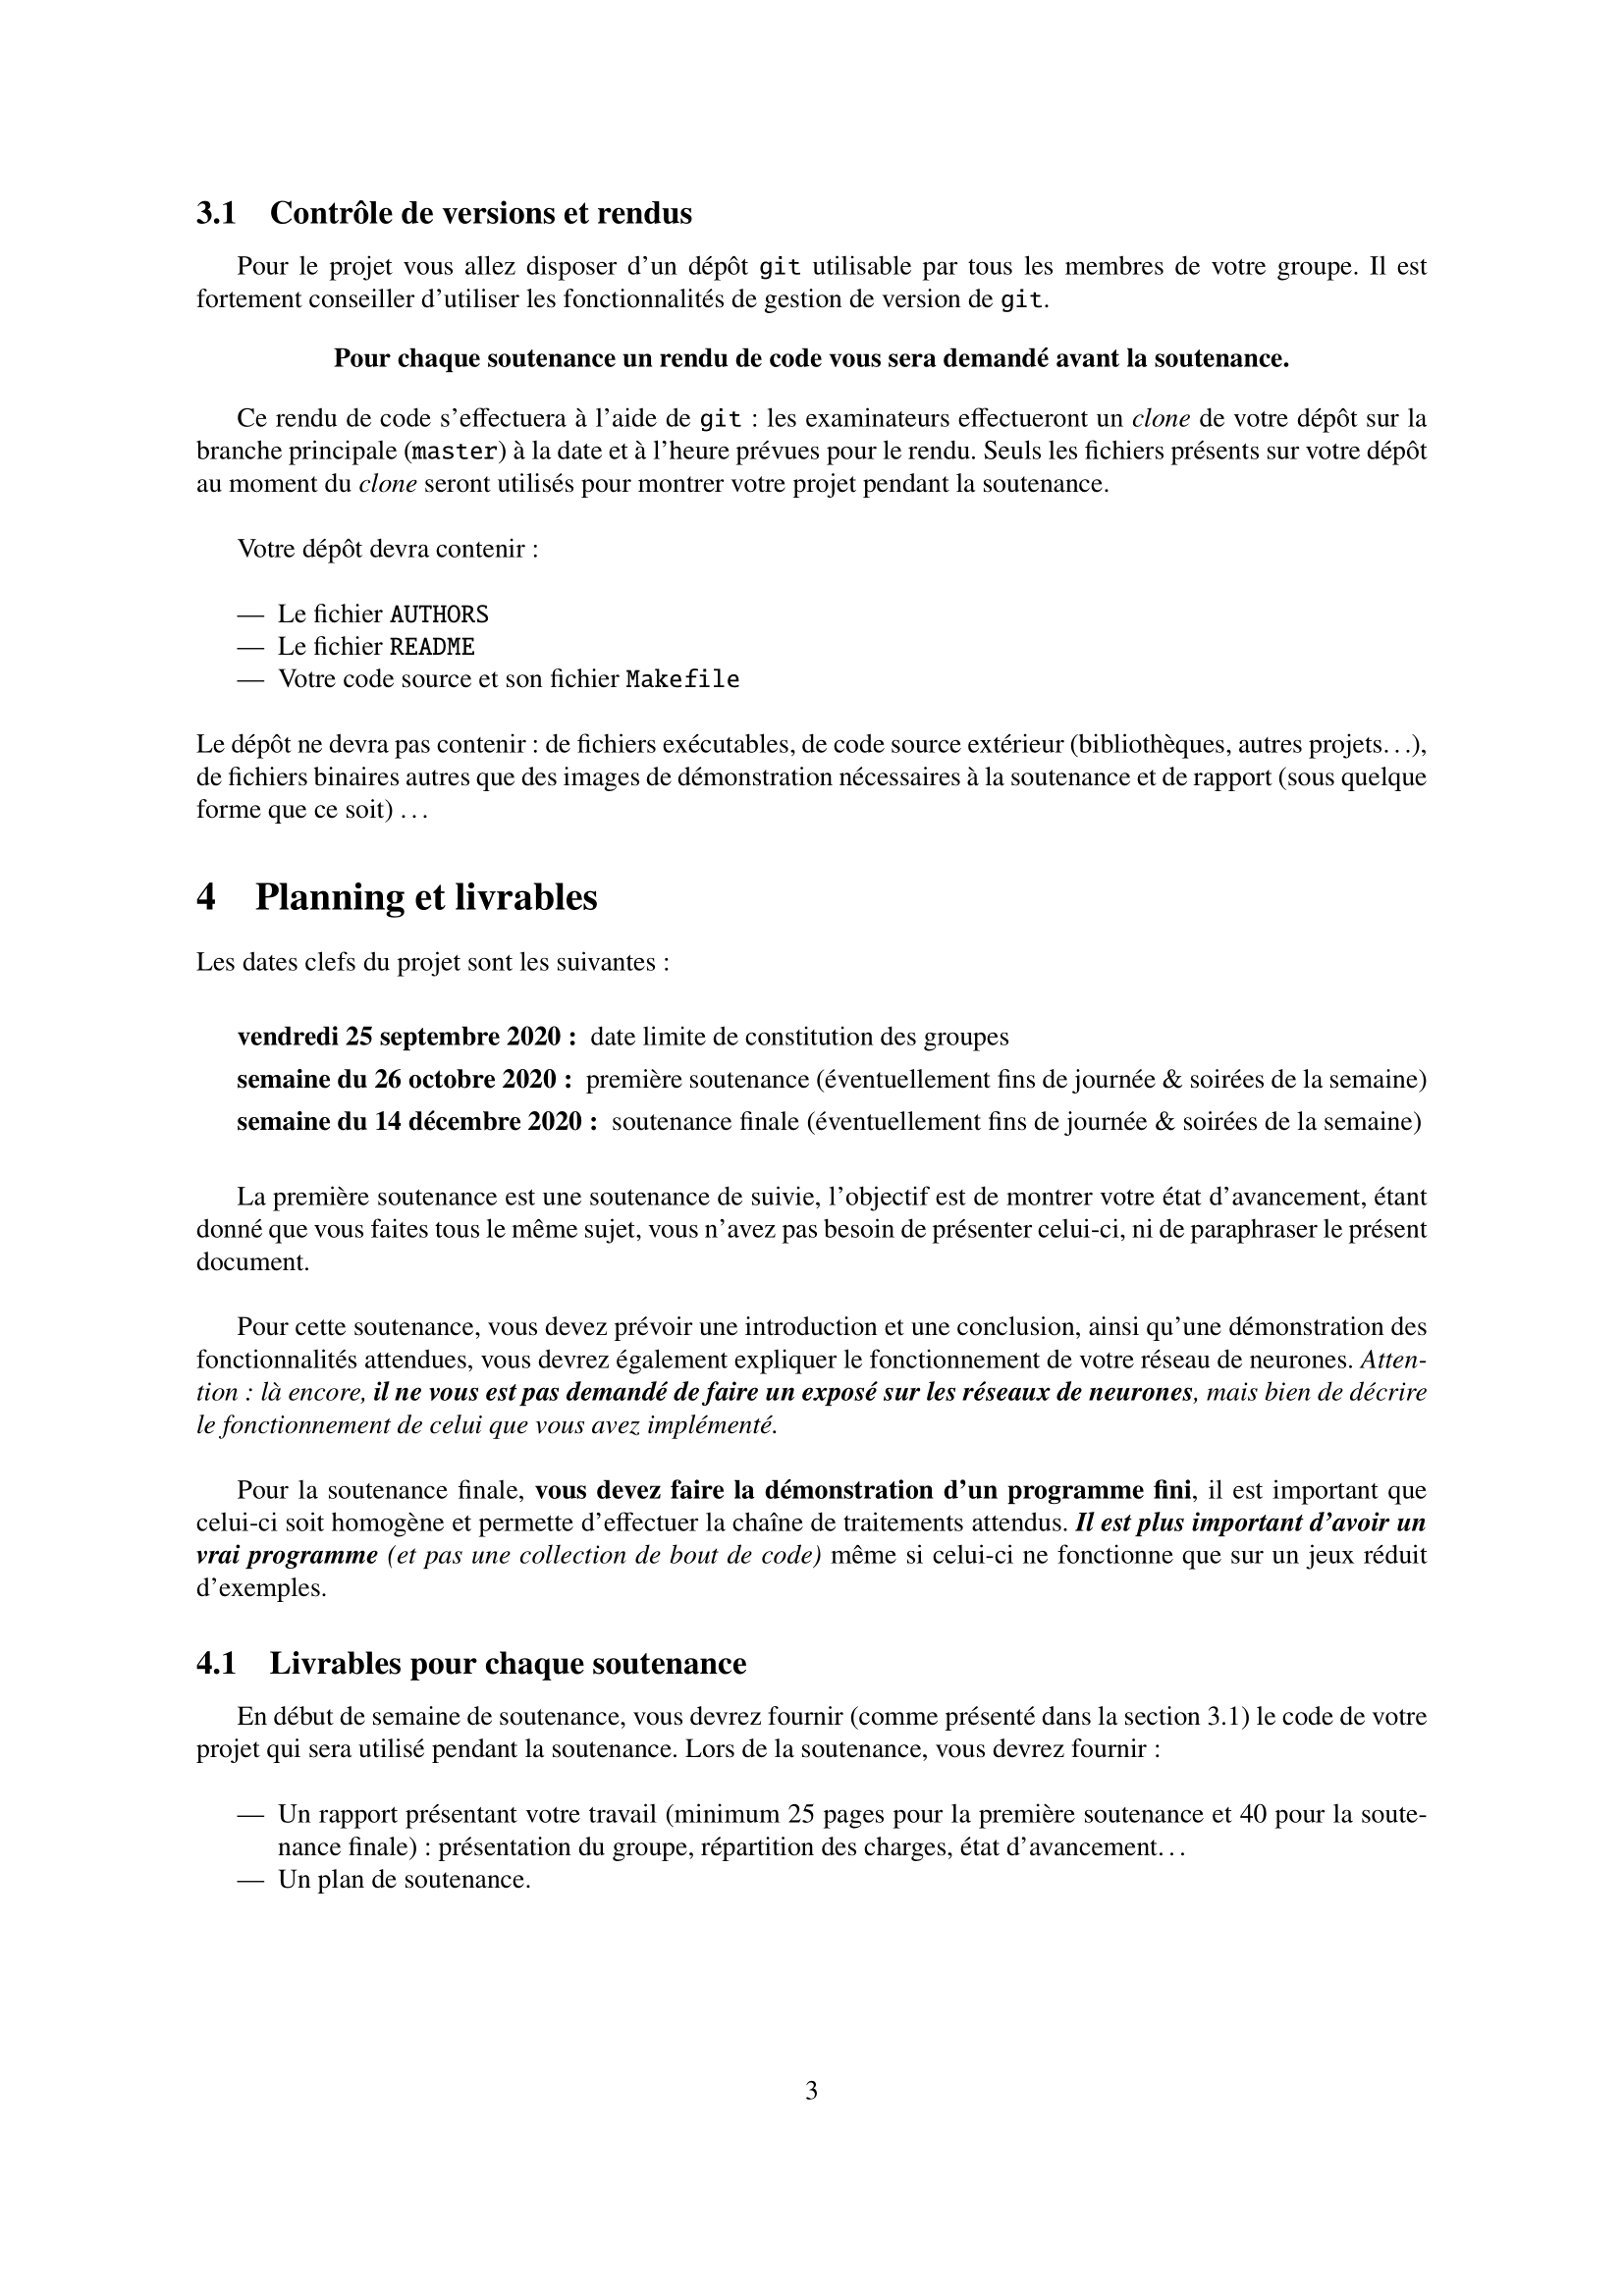 3.1 Contrôle de versions et rendus
Pour le projet vous allez disposer d'un dépôt git utilisable par tous les membres de votre groupe. Il est
fortement conseiller d'utiliser les fonctionnalités de gestion de version de git.
Pour chaque soutenance un rendu de code vous sera demandé avant la soutenance.
Ce rendu de code s'effectuera à l'aide de git : les examinateurs effectueront un clone de votre dépôt sur la
branche principale (master) à la date et à l'heure prévues pour le rendu. Seuls les fichiers présents sur votre dépôt
au moment du clone seront utilisés pour montrer votre projet pendant la soutenance.
Votre dépôt devra contenir :
— Le fichier AUTHORS
— Le fichier README
— Votre code source et son fichier Makefile
Le dépôt ne devra pas contenir : de fichiers exécutables, de code source extérieur (bibliothèques, autres projets...),
de fichiers binaires autres que des images de démonstration nécessaires à la soutenance et de rapport (sous quelque
forme que ce soit) ...
4 Planning et livrables
Les dates clefs du projet sont les suivantes :
vendredi 25 septembre 2020 : date limite de constitution des groupes
semaine du 26 octobre 2020 : première soutenance (éventuellement fins de journée & soirées de la semaine)
semaine du 14 décembre 2020 : soutenance finale (éventuellement fins de journée & soirées de la semaine)
La première soutenance est une soutenance de suivie, l'objectif est de montrer votre état d'avancement, étant
donné que vous faites tous le même sujet, vous n'avez pas besoin de présenter celui-ci, ni de paraphraser le présent
document.
Pour cette soutenance, vous devez prévoir une introduction et une conclusion, ainsi qu'une démonstration des
fonctionnalités attendues, vous devrez également expliquer le fonctionnement de votre réseau de neurones. Atten-
tion : là encore, il ne vous est pas demandé de faire un exposé sur les réseaux de neurones, mais bien de décrire
le fonctionnement de celui que vous avez implémenté.
Pour la soutenance finale, vous devez faire la démonstration d'un programme fini, il est important que
celui-ci soit homogène et permette d'effectuer la chaîne de traitements attendus. Il est plus important d'avoir un
vrai programme (et pas une collection de bout de code) même si celui-ci ne fonctionne que sur un jeux réduit
d'exemples.
4.1 Livrables pour chaque soutenance
En début de semaine de soutenance, vous devrez fournir (comme présenté dans la section 3.1) le code de votre
projet qui sera utilisé pendant la soutenance. Lors de la soutenance, vous devrez fournir :
— Un rapport présentant votre travail (minimum 25 pages pour la première soutenance et 40 pour la soute-
nance finale) : présentation du groupe, répartition des charges, état d'avancement...
— Un plan de soutenance.
3